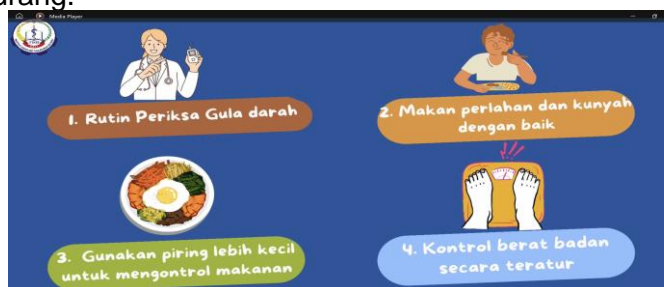 Media Player
1. Rutin Periksa Gula darah
2. Makan perlahan dan kunyah
dengan baik
3. Gunakan piring lebih kecil
untuk mengontrol makanan
4. Kontrol berat badan
secara teratur